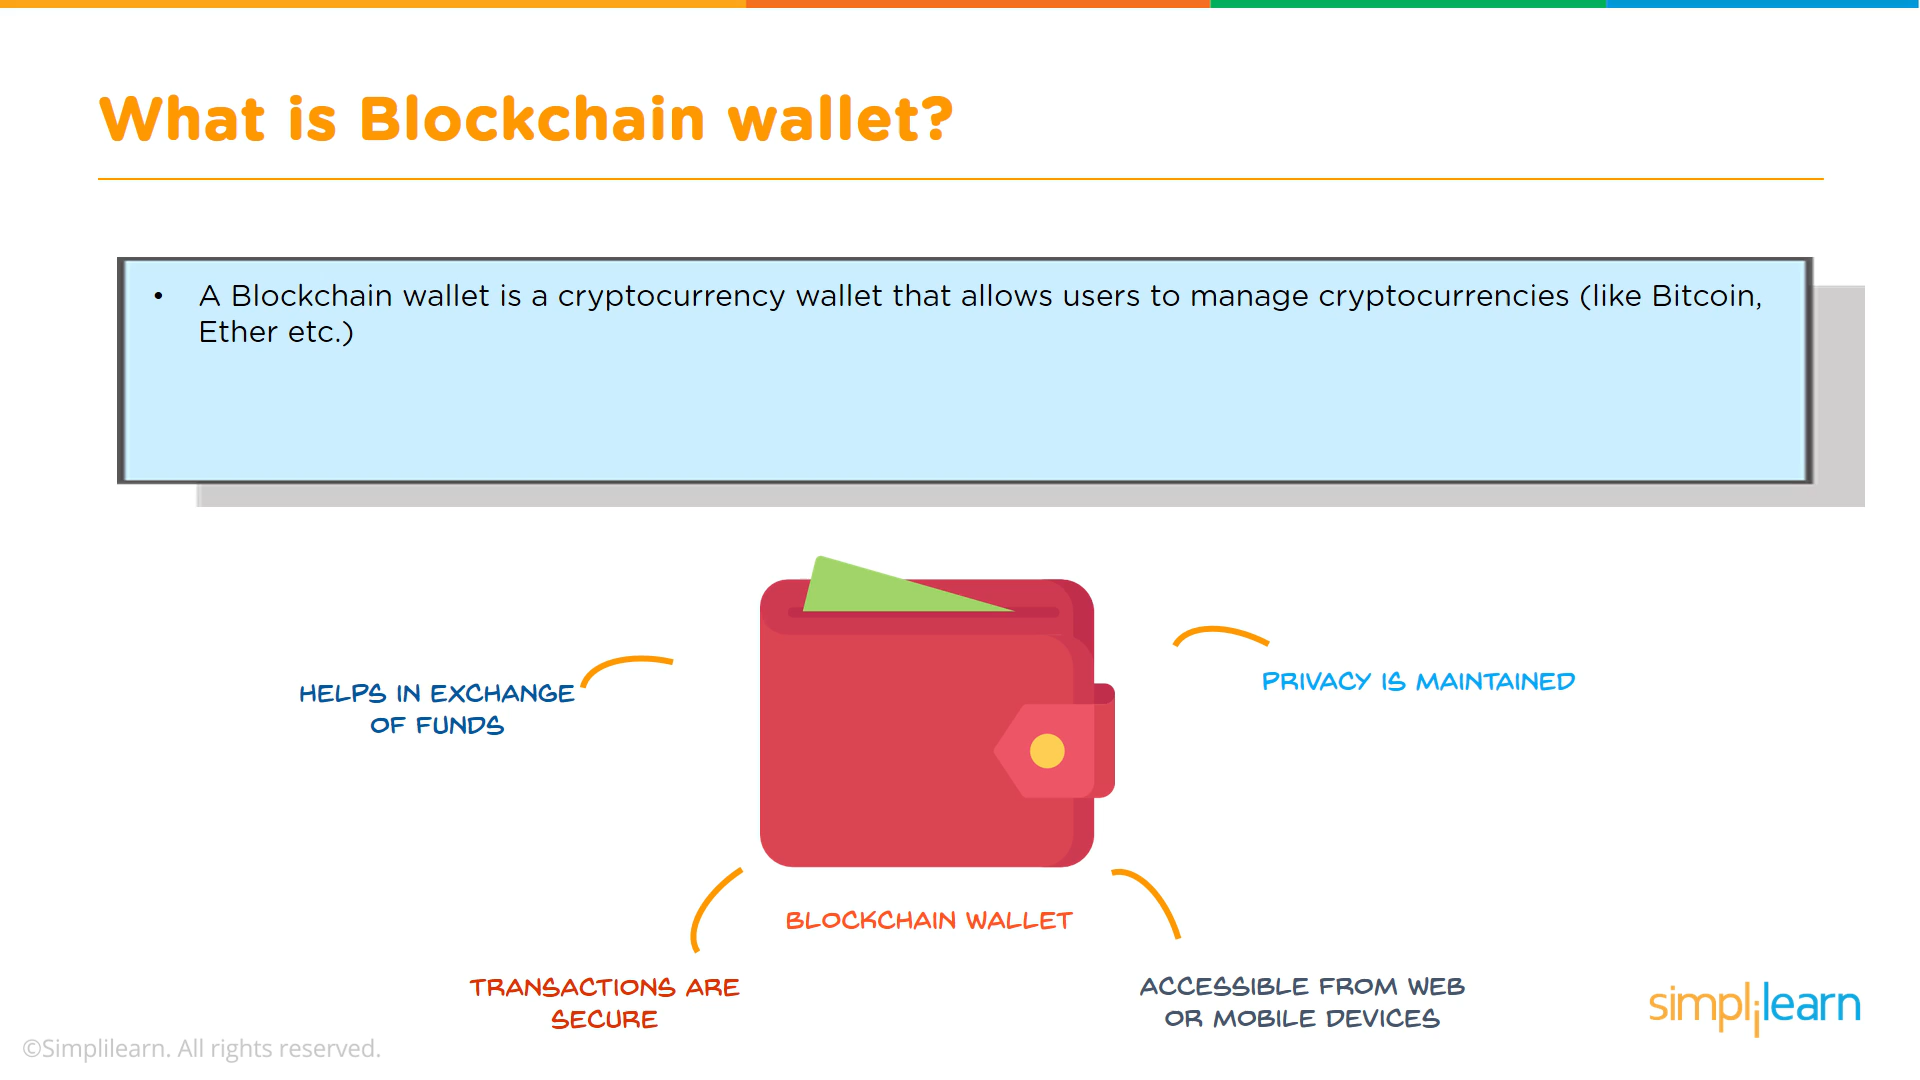 What is Blockchain wallet?
• A Blockchain wallet is a cryptocurrency wallet that allows users to manage cryptocurrencies (like Bitcoin,
Ether etc.)
HELPS IN EXCHANGE
OF FUNDS
PRIVACY IS MAINTAINED
BLOCKCHAIN WALLET
TRANSACTIONS ARE
SECURE
ACCESSIBLE FROM WEB
OR MOBILE DEVICES
simplilearn
©Simplilearn. All rights reserved.